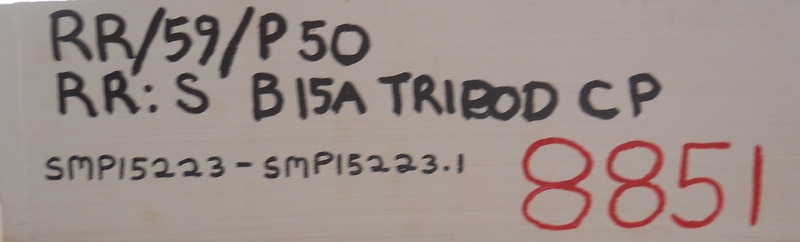 RR/59/P50
RR: S B15A TRIPOD CP
SMP15223 - SMP15223.1
8851